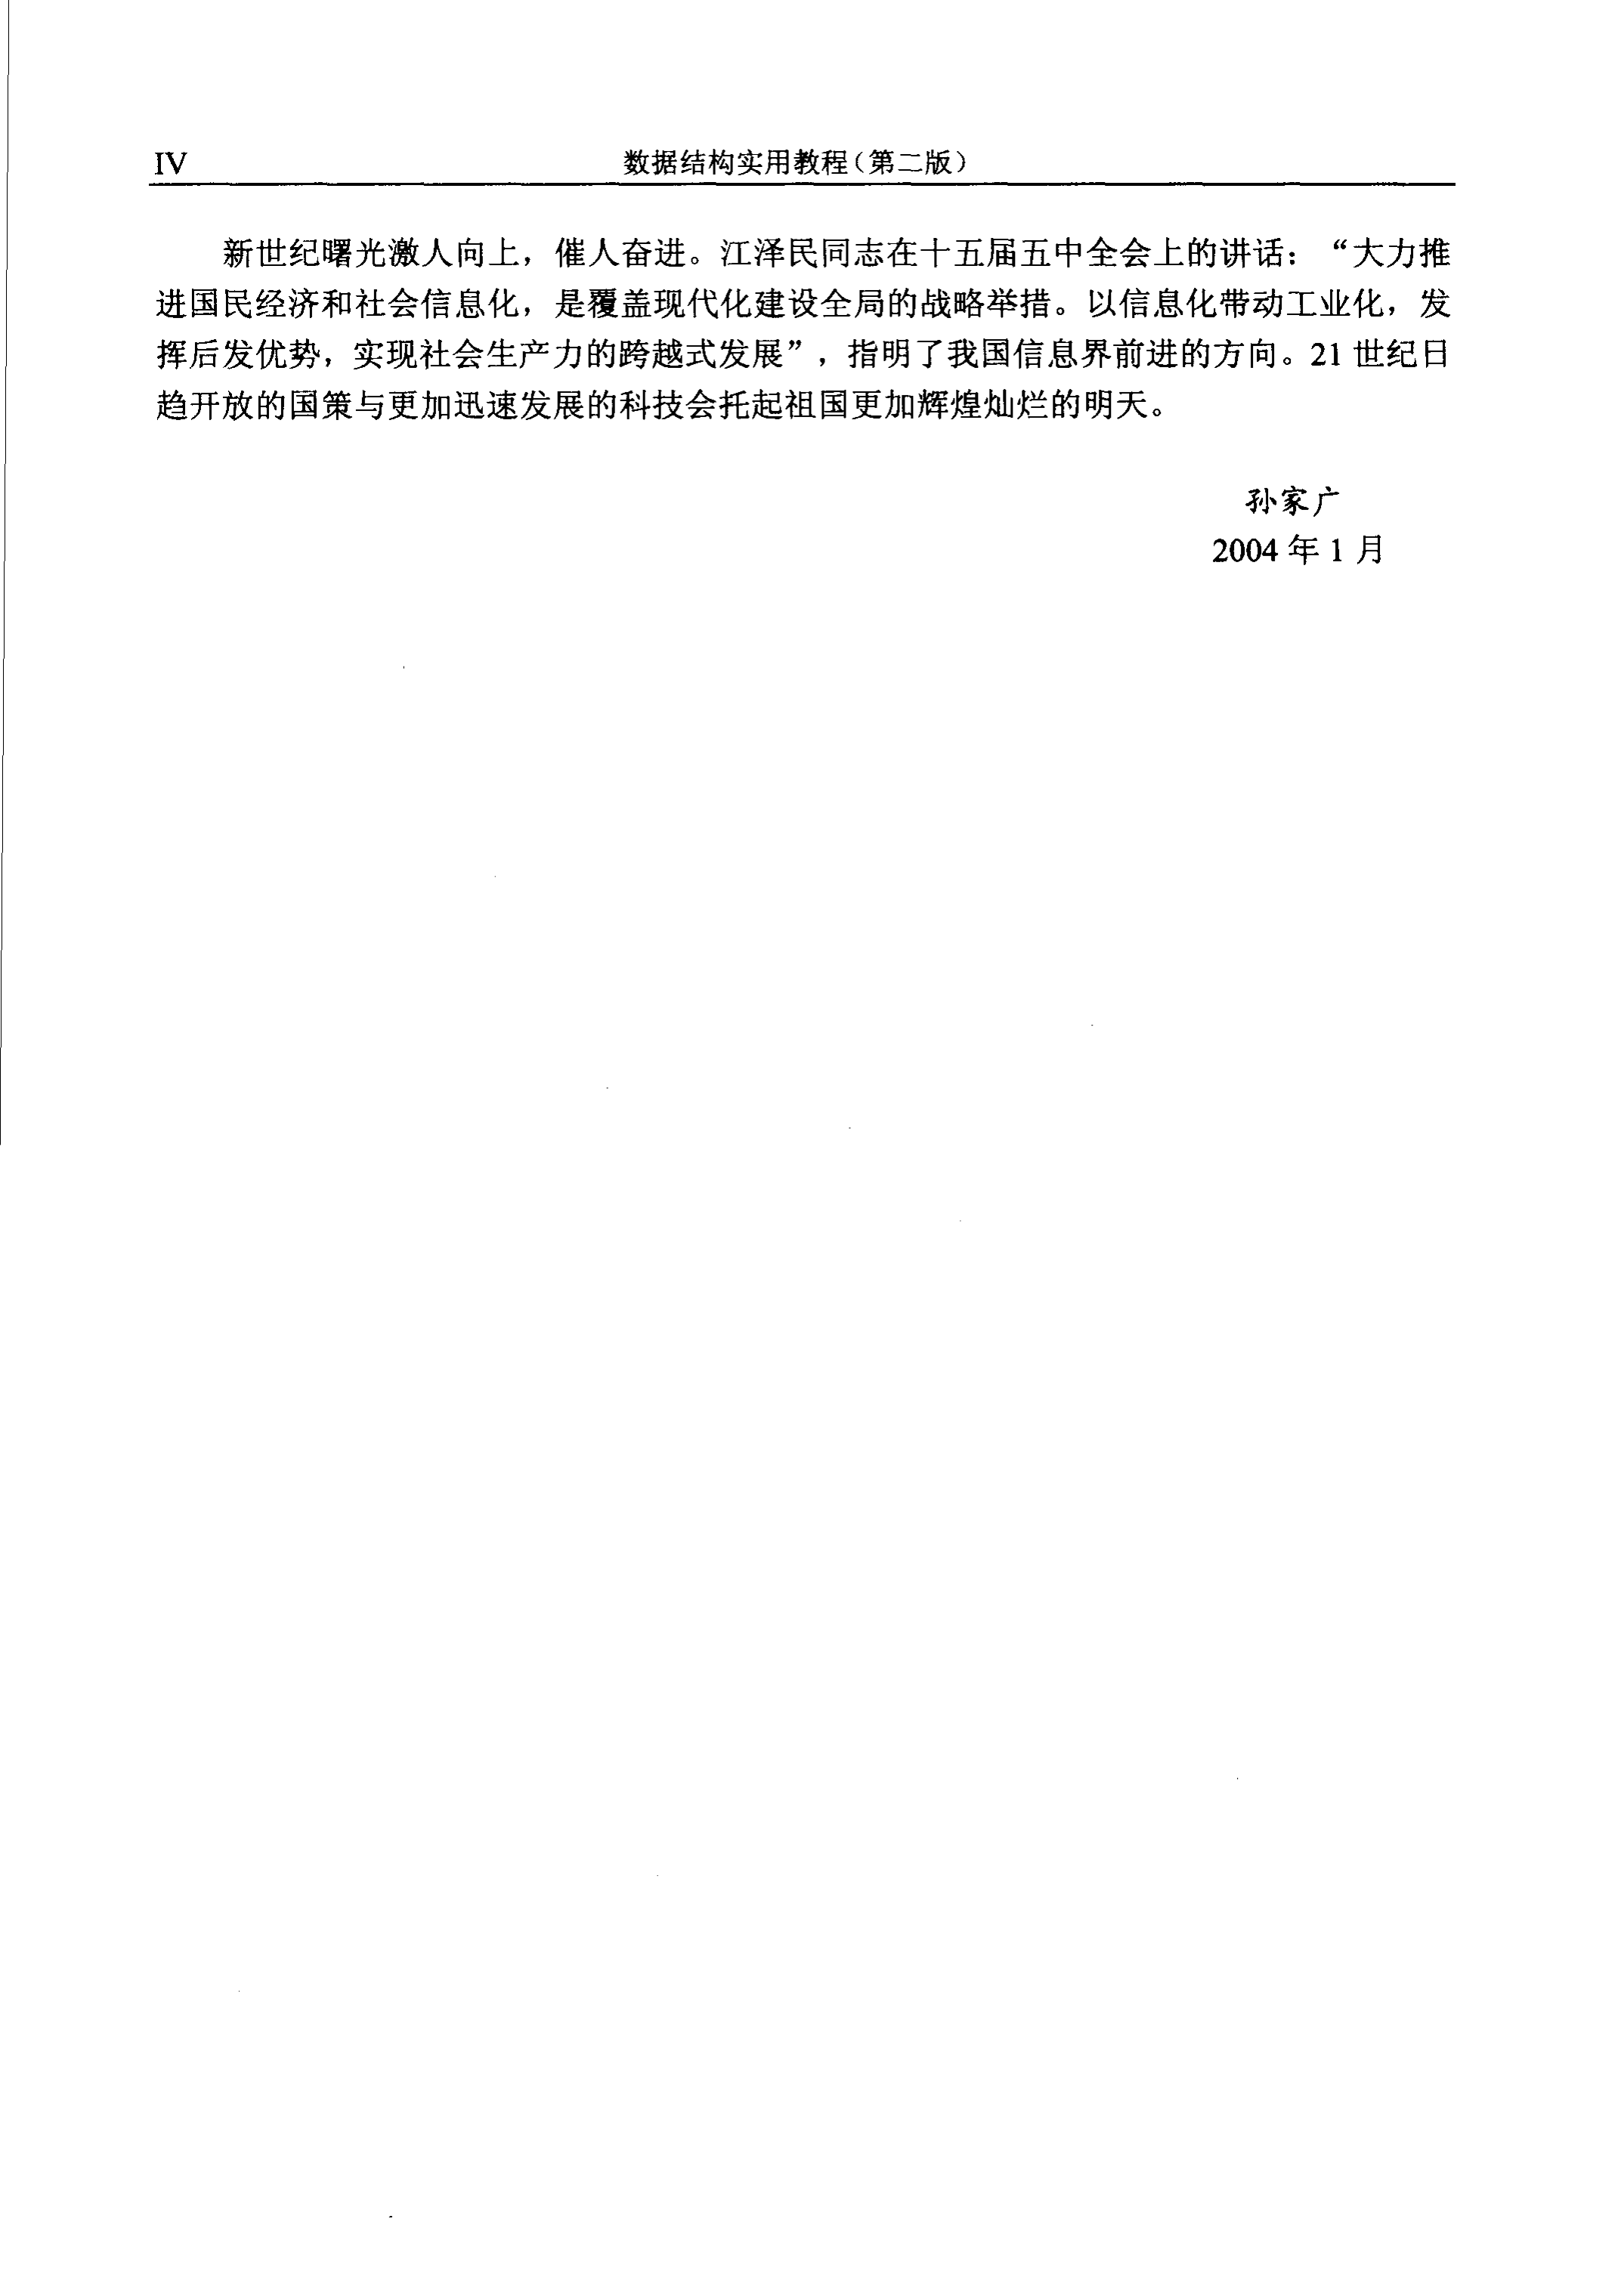 IV 数据结构实用教程（第二版）
新世纪曙光激人向上，催人奋进。江泽民同志在十五届五中全会上的讲话：“大力推
进国民经济和社会信息化，是覆盖现代化建设全局的战略举措。以信息化带动工业化，发
挥后发优势，实现社会生产力的跨越式发展”，指明了我国信息界前进的方向。21 世纪日
趋开放的国策与更加迅速发展的科技会托起祖国更加辉煌灿烂的明天。
孙家广
2004 年 1 月